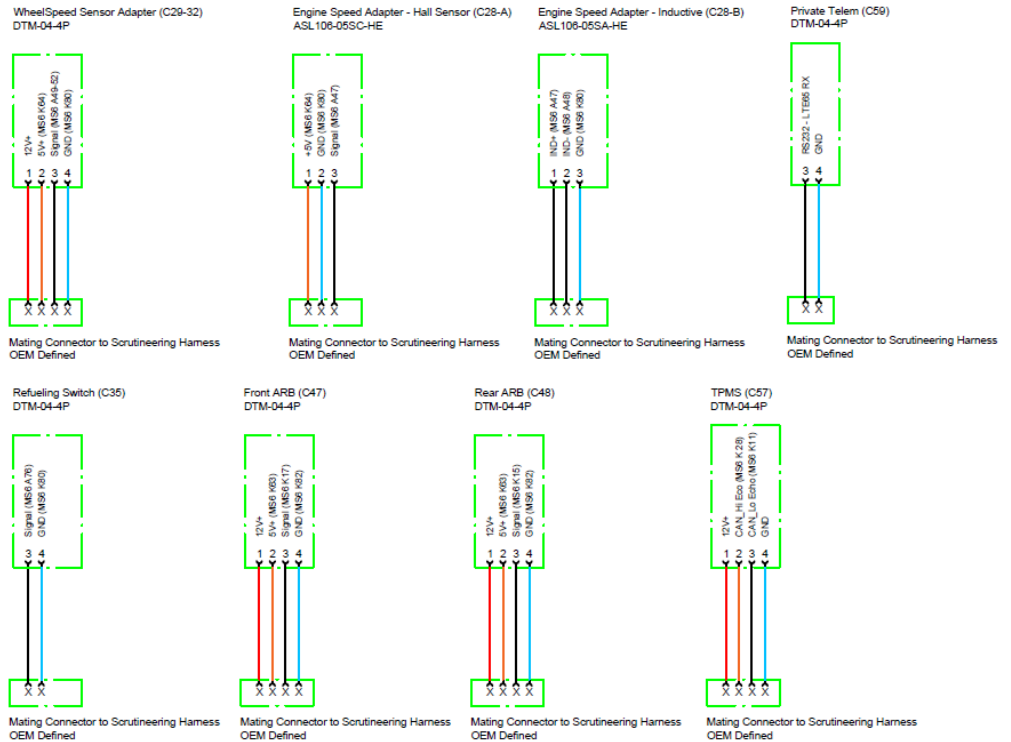 WheelSpeed Sensor Adapter (C29-32)
DTM-04-4P
12V+
5V+ (MS6 K64)
Signal (MS6 A49-52)
GND (MS6 K80)
1 2 3 4
X X X X
Mating Connector to Scrutineering Harness
OEM Defined
Engine Speed Adapter - Hall Sensor (C28-A)
ASL106-05SC-HE
+5V (MS6 K64)
GND (MS6 K80)
Signal (MS6 A47)
1 2 3
X X X
Mating Connector to Scrutineering Harness
OEM Defined
Engine Speed Adapter - Inductive (C28-B)
ASL106-05SA-HE
IND+ (MS6 A47)
IND- (MS6 A48)
GND (MS6 K80)
1 2 3
X X X
Mating Connector to Scrutineering Harness
OEM Defined
Private Telem (C59)
DTM-04-4P
RS232 - LTE65 RX
GND
3 4
X X
Mating Connector to Scrutineering Harness
OEM Defined
Refueling Switch (C35)
DTM-04-4P
Signal (MS6 A76)
GND (MS6 K80)
3 4
X X
Mating Connector to Scrutineering Harness
OEM Defined
Front ARB (C47)
DTM-04-4P
12V+
5V+ (MS6 K63)
Signal (MS6 K17)
GND (MS6 K82)
1 2 3 4
X X X X
Mating Connector to Scrutineering Harness
OEM Defined
Rear ARB (C48)
DTM-04-4P
12V+
5V+ (MS6 K63)
Signal (MS6 K15)
GND (MS6 K82)
1 2 3 4
X X X X
Mating Connector to Scrutineering Harness
OEM Defined
TPMS (C57)
DTM-04-4P
12V+
CAN_Hi Eco (MS6 K28)
CAN_Lo Echo (MS6 K11)
GND
1 2 3 4
X X X X
Mating Connector to Scrutineering Harness
OEM Defined